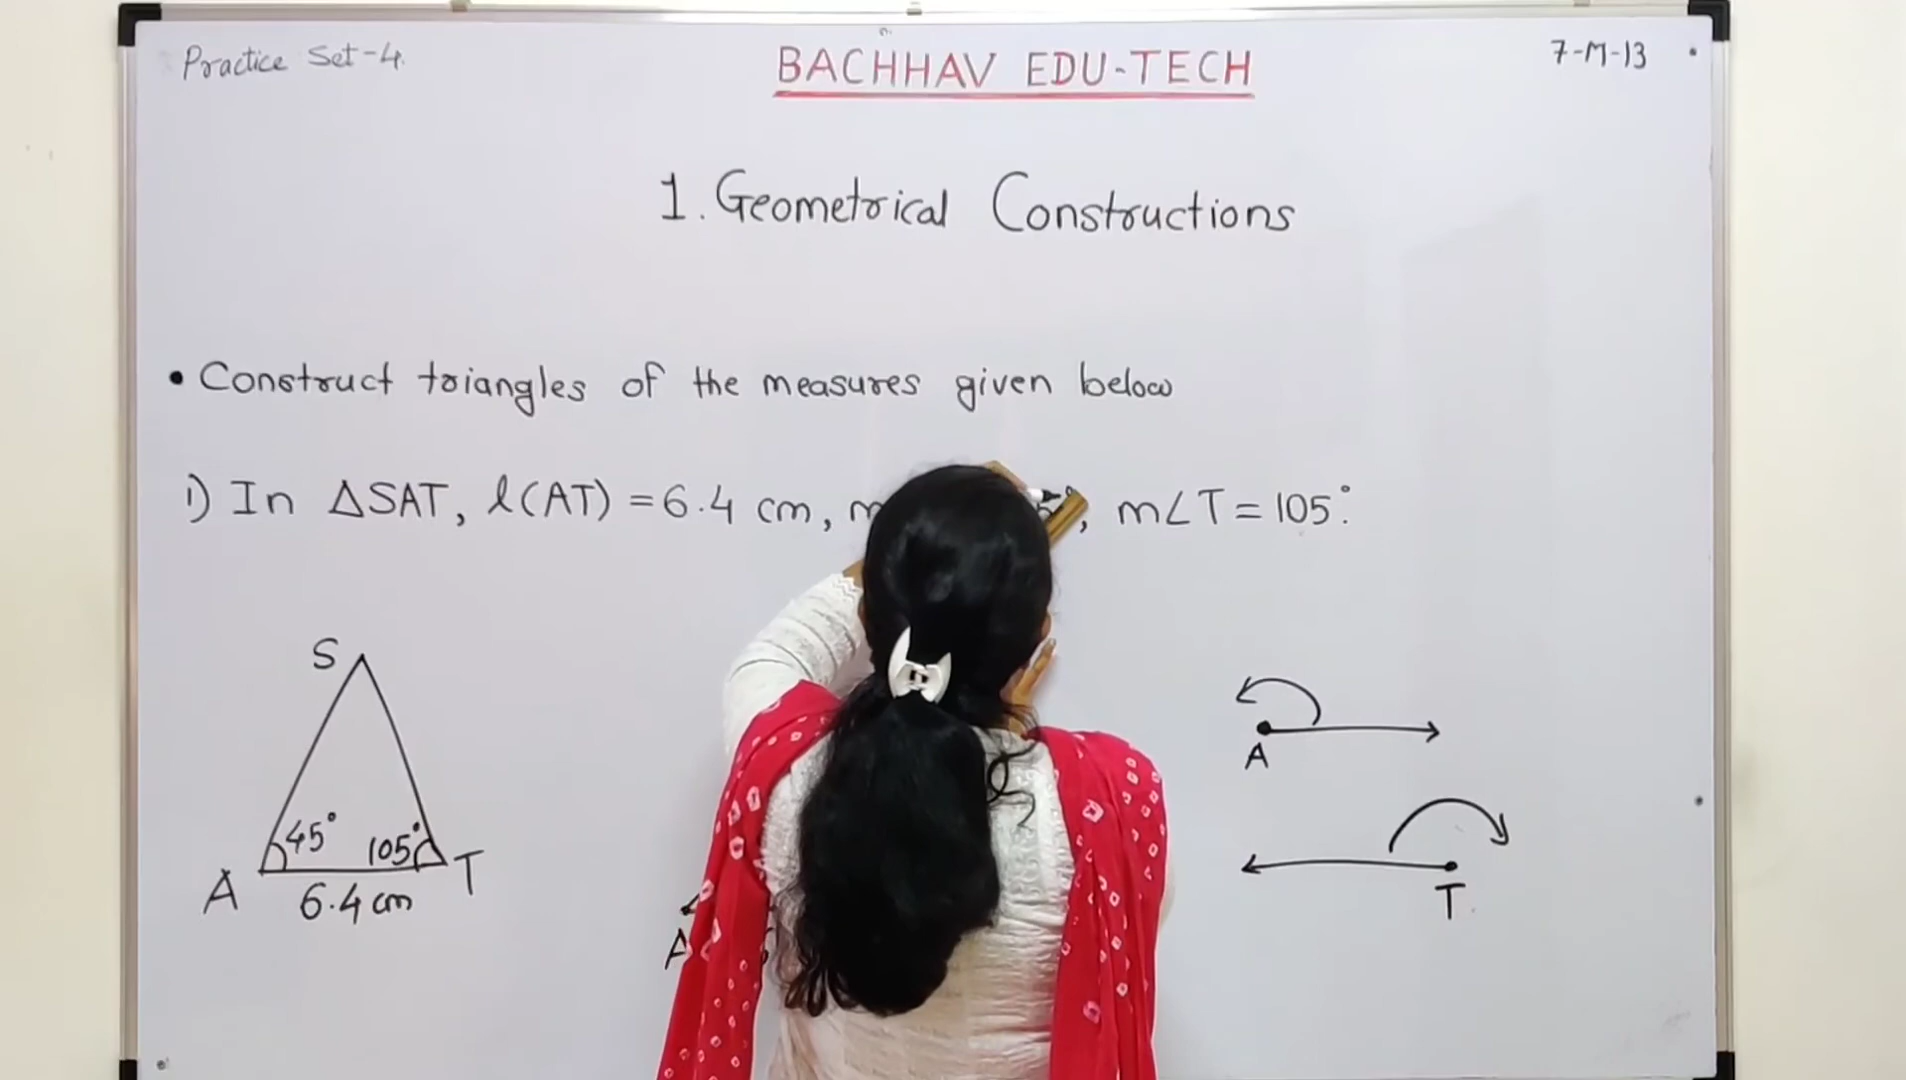 Practice Set-4.
BACHHAV EDU-TECH
7-M-13
1. Geometrical Constructions
• Construct triangles of the measures given below
i) In ΔSAT, l(AT) = 6.4 cm, m , m∠T = 105°.
S
45° 105°
A T
6.4 cm
A
A
T